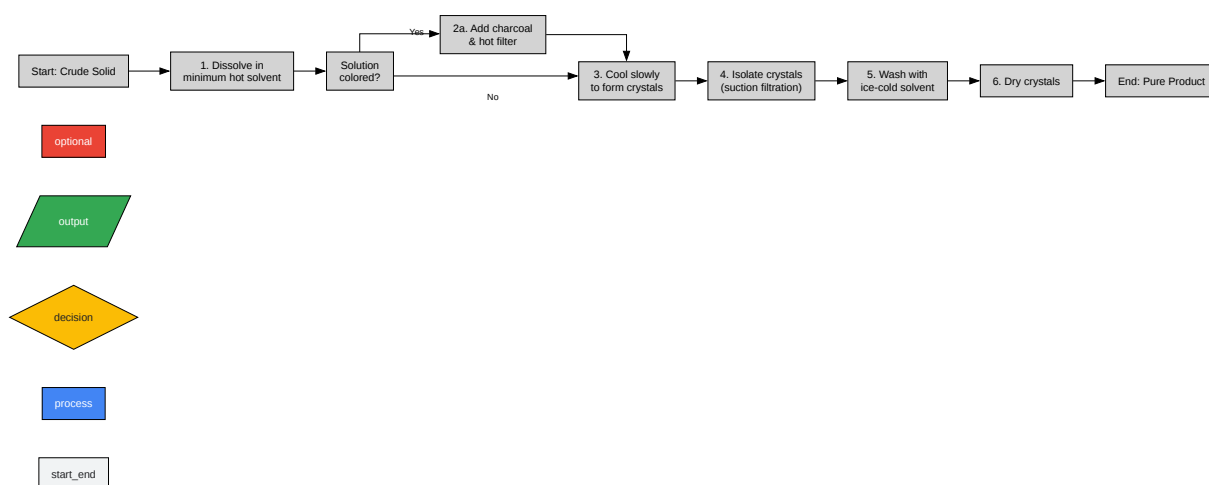 Start: Crude Solid
1. Dissolve in
minimum hot solvent
Solution
colored?
Yes
2a. Add charcoal
& hot filter
No
3. Cool slowly
to form crystals
4. Isolate crystals
(suction filtration)
5. Wash with
ice-cold solvent
6. Dry crystals
End: Pure Product
optional
output
decision
process
start_end